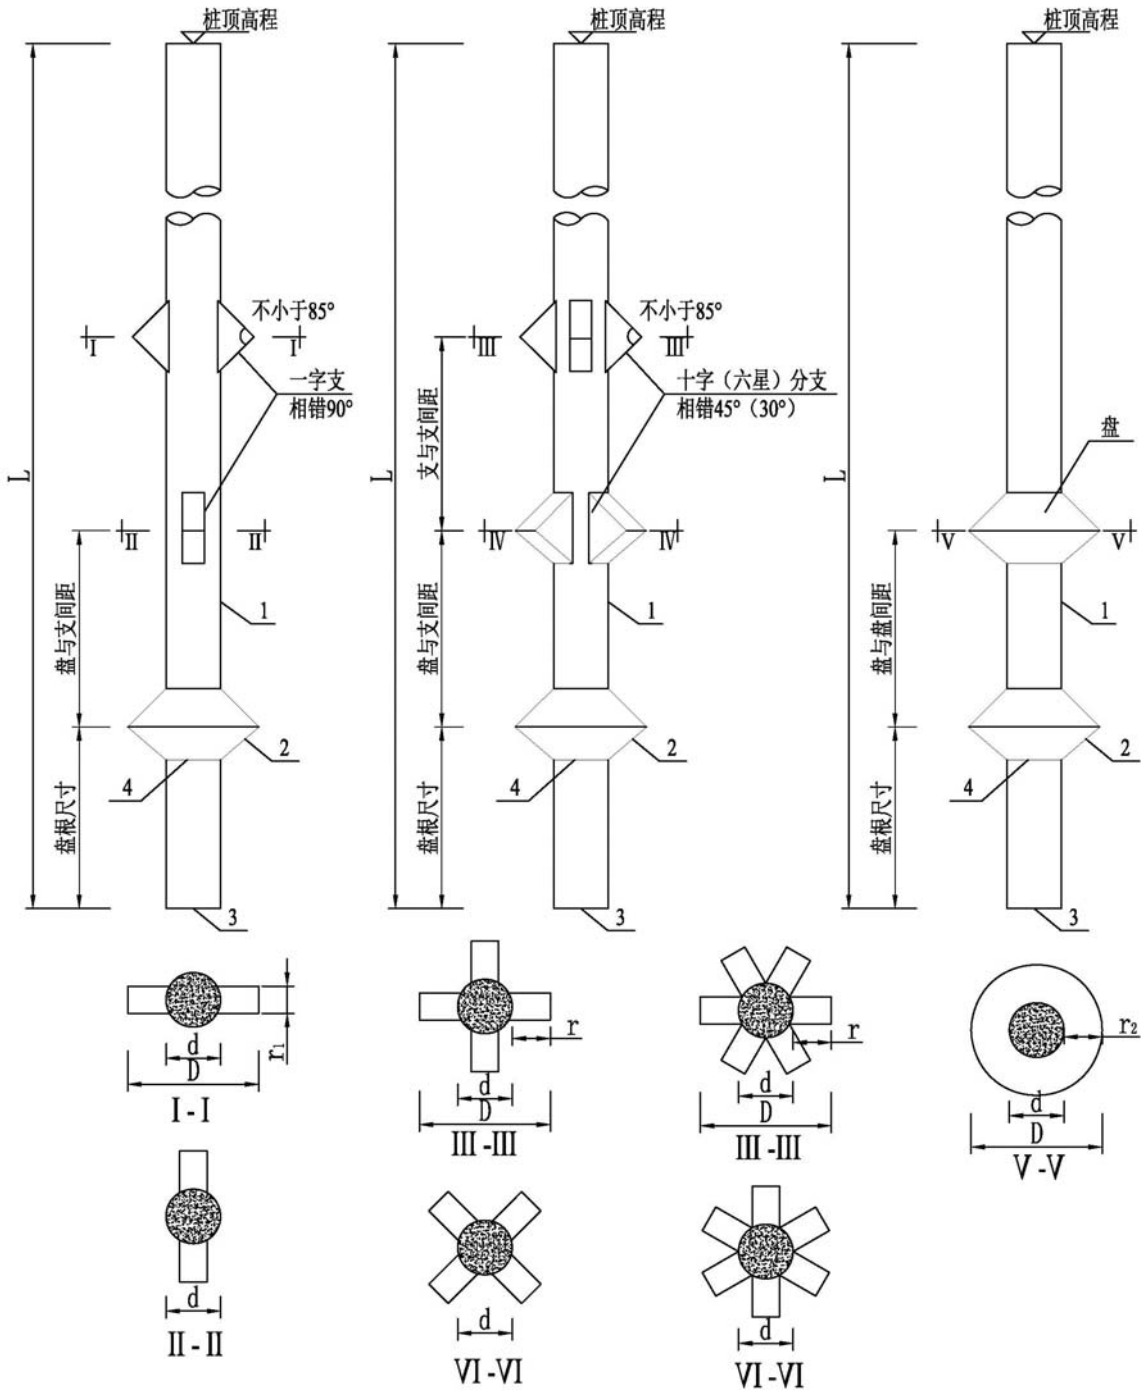 桩顶高程
桩顶高程
桩顶高程
不小于85°
不小于85°
I
I
III
III
一字支
相错90°
十字（六星）分支
相错45°（30°）
支与支间距
盘
L
L
L
II
II
IV
IV
V
V
盘与支间距
盘与支间距
盘与盘间距
1
1
1
2
2
2
4
4
4
盘根尺寸
盘根尺寸
盘根尺寸
3
3
3
d
D
r₁
I-I
d
D
r
III-III
d
D
r
III-III
d
D
r₂
V-V
d
II-II
d
VI-VI
d
VI-VI